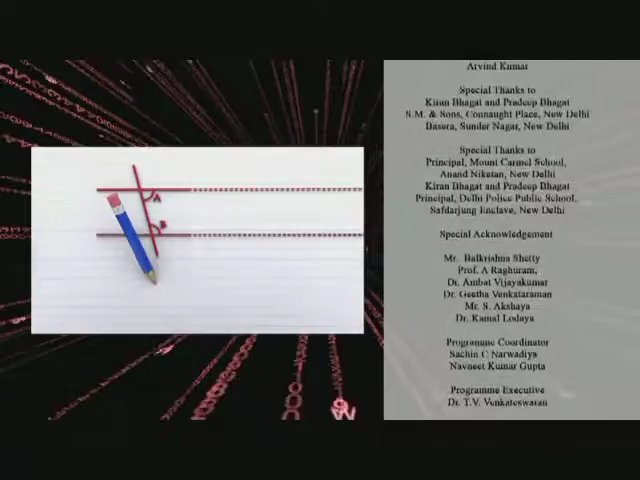 A
B
Arvind Kumar
Special Thanks to
Kiran Bhagat and Pradeep Bhagat
S.M. & Sons, Connaught Place, New Delhi
Basera, Sunder Nagar, New Delhi
Special Thanks to
Principal, Mount Carmel School,
Anand Niketan, New Delhi
Kiran Bhagat and Pradeep Bhagat
Principal, Delhi Police Public School,
Safdarjung Enclave, New Delhi
Special Acknowledgement
Mr. Balkrishna Shetty
Prof. A Raghuram,
Dr. Ambat Vijayakumar
Dr. Geetha Venkataraman
Mr. S. Akshaya
Dr. Kamal Lodaya
Programme Coordinator
Sachin C Narwadiya
Navneet Kumar Gupta
Programme Executive
Dr. T.V. Venkateswaran